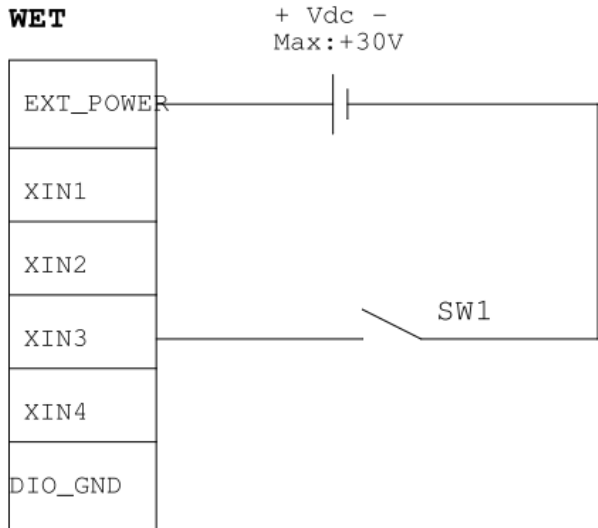 WET
+ Vdc –
Max:+30V
EXT_POWER
XIN1
XIN2
SW1
XIN3
XIN4
DIO_GND